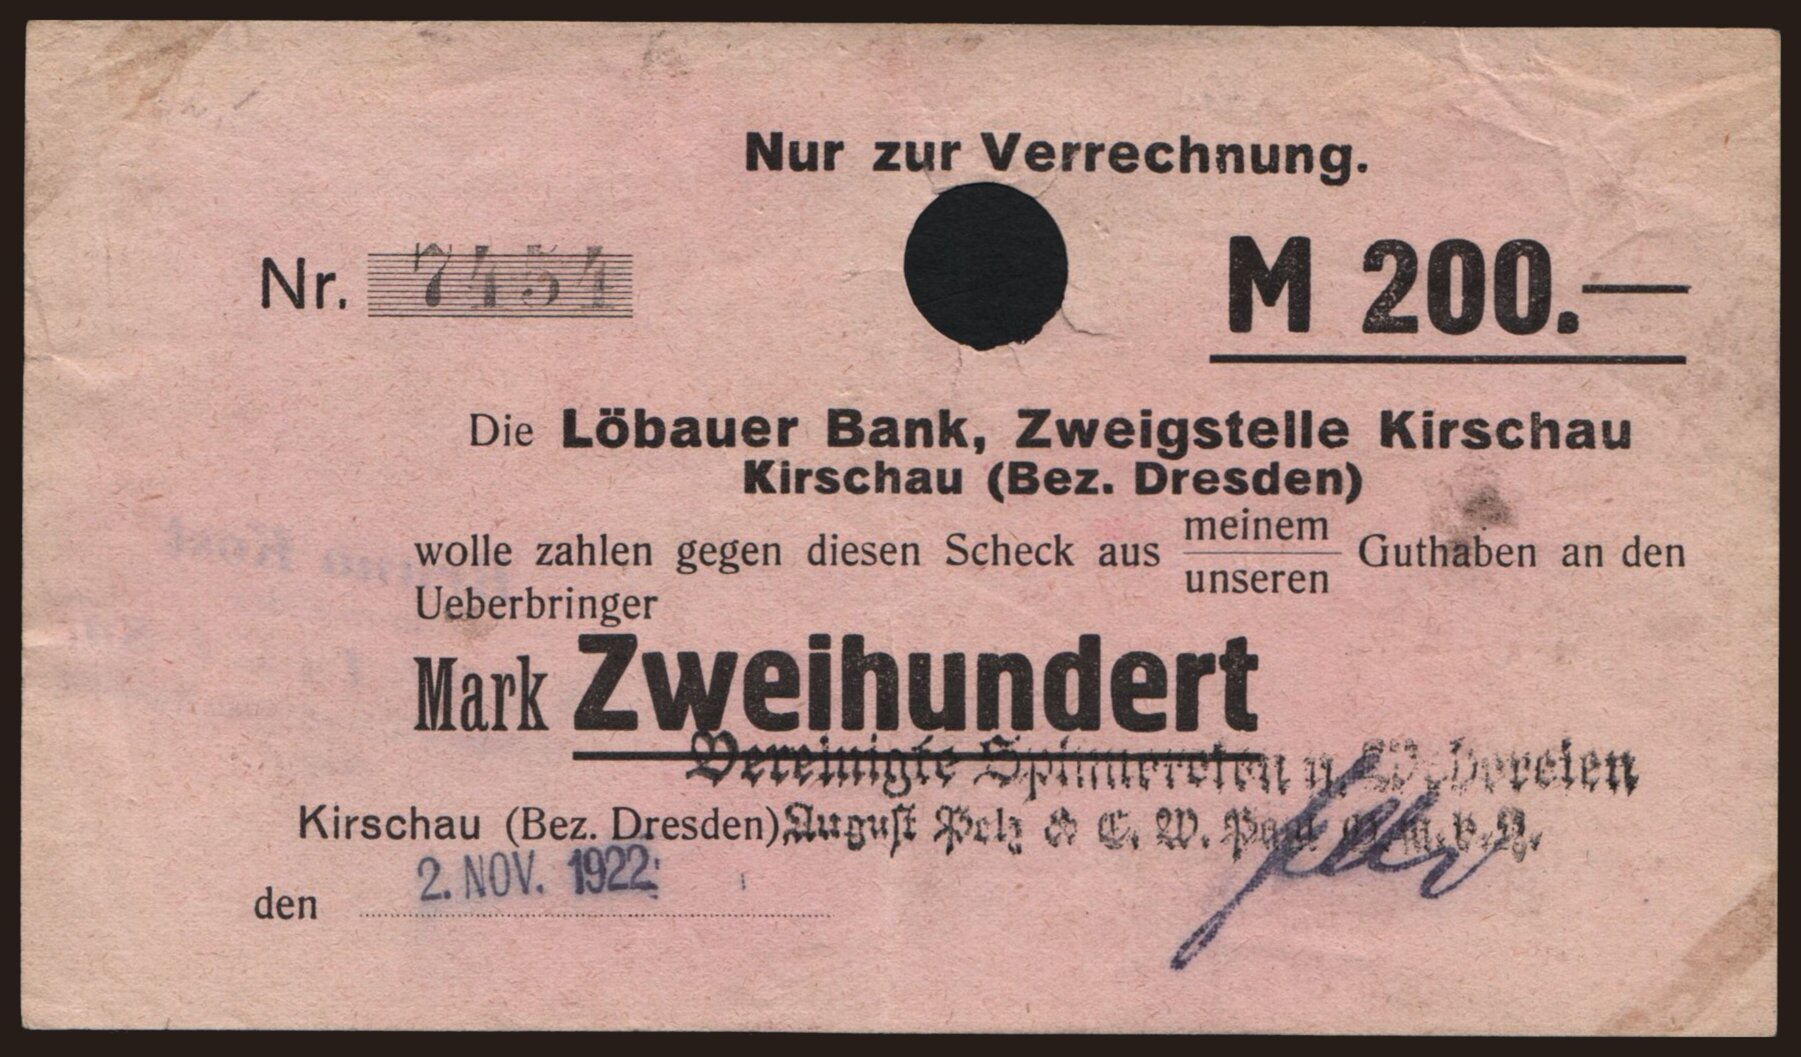 Nur zur Verrechnung.
Nr. 7454
M 200.—
Die Löbauer Bank, Zweigstelle Kirschau
Kirschau (Bez. Dresden)
wolle zahlen gegen diesen Scheck aus meinem
unseren Guthaben an den
Ueberbringer
Mark Zweihundert
Vereinigte Spinnereien u. Webereien
Kirschau (Bez. Dresden), August Pelz & C. W. Paul G.m.b.H.
den 2. NOV. 1922